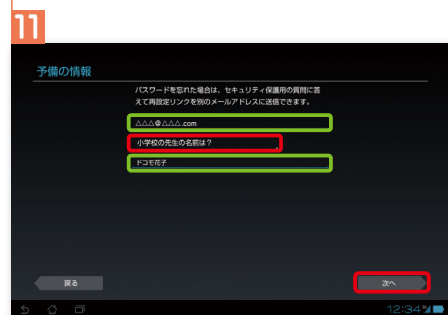 11
予備の情報
パスワードを忘れた場合は、セキュリティ保護用の質問に答
えて再設定リンクを別のメールアドレスに送信できます。
△△△@△△△.com
小学校の先生の名前は？
ドコモ花子
戻る
次へ
12:34